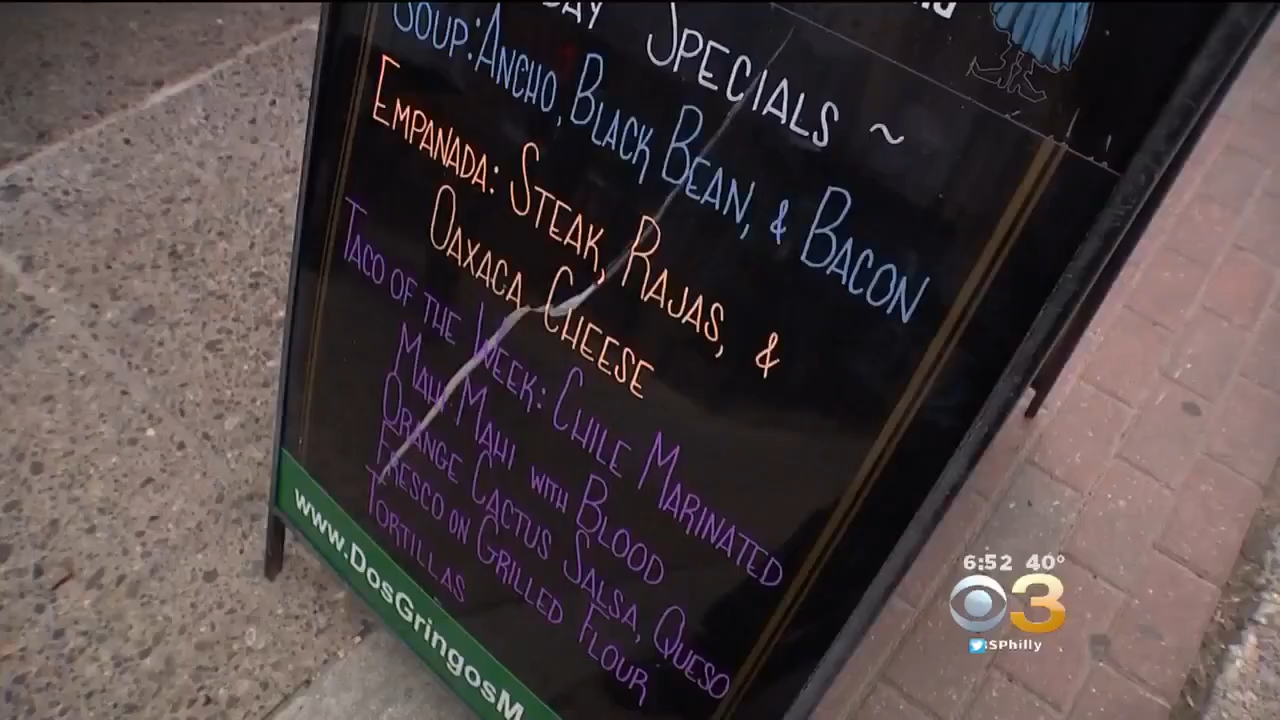 Specials ~
Soup: Ancho, Black Bean, & Bacon
Empanada: Steak, Rajas, &
Oaxaca Cheese
Taco of the Week: Chile Marinated
Mahi Mahi with Blood
Orange Cactus Salsa, Queso
Fresco on Grilled Flour
Tortillas
www.DosGringosM
6:52 40°
3
SPhilly